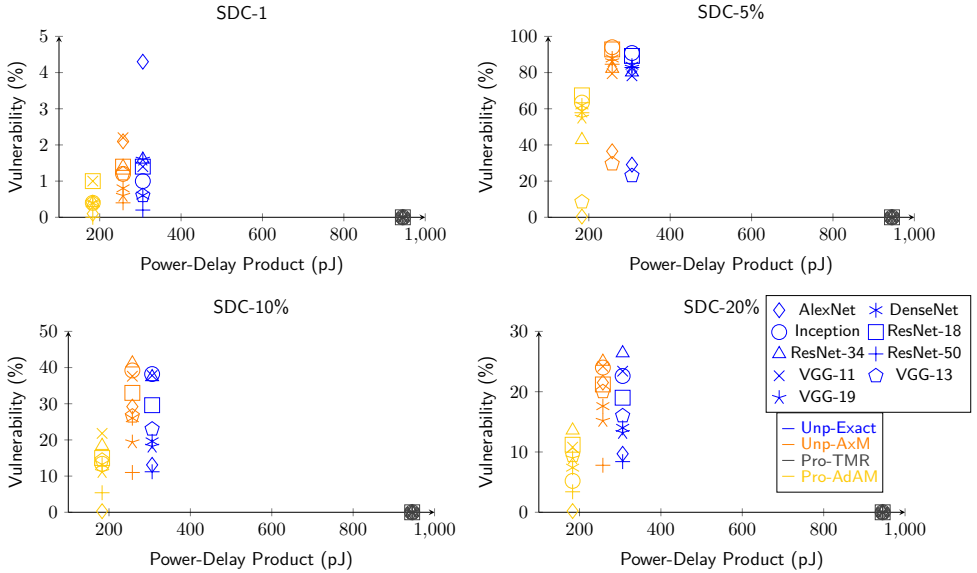 SDC-1
5
4
3
2
1
0
Vulnerability (%)
200 400 600 800 1,000
Power-Delay Product (pJ)
SDC-5%
100
80
60
40
20
0
Vulnerability (%)
200 400 600 800 1,000
Power-Delay Product (pJ)
SDC-10%
50
40
30
20
10
0
Vulnerability (%)
200 400 600 800 1,000
Power-Delay Product (pJ)
SDC-20%
30
20
10
0
Vulnerability (%)
200 400 600 800 1,000
Power-Delay Product (pJ)
AlexNet DenseNet
Inception ResNet-18
ResNet-34 ResNet-50
VGG-11 VGG-13
VGG-19
Unp-Exact
Unp-AxM
Pro-TMR
Pro-AdAM